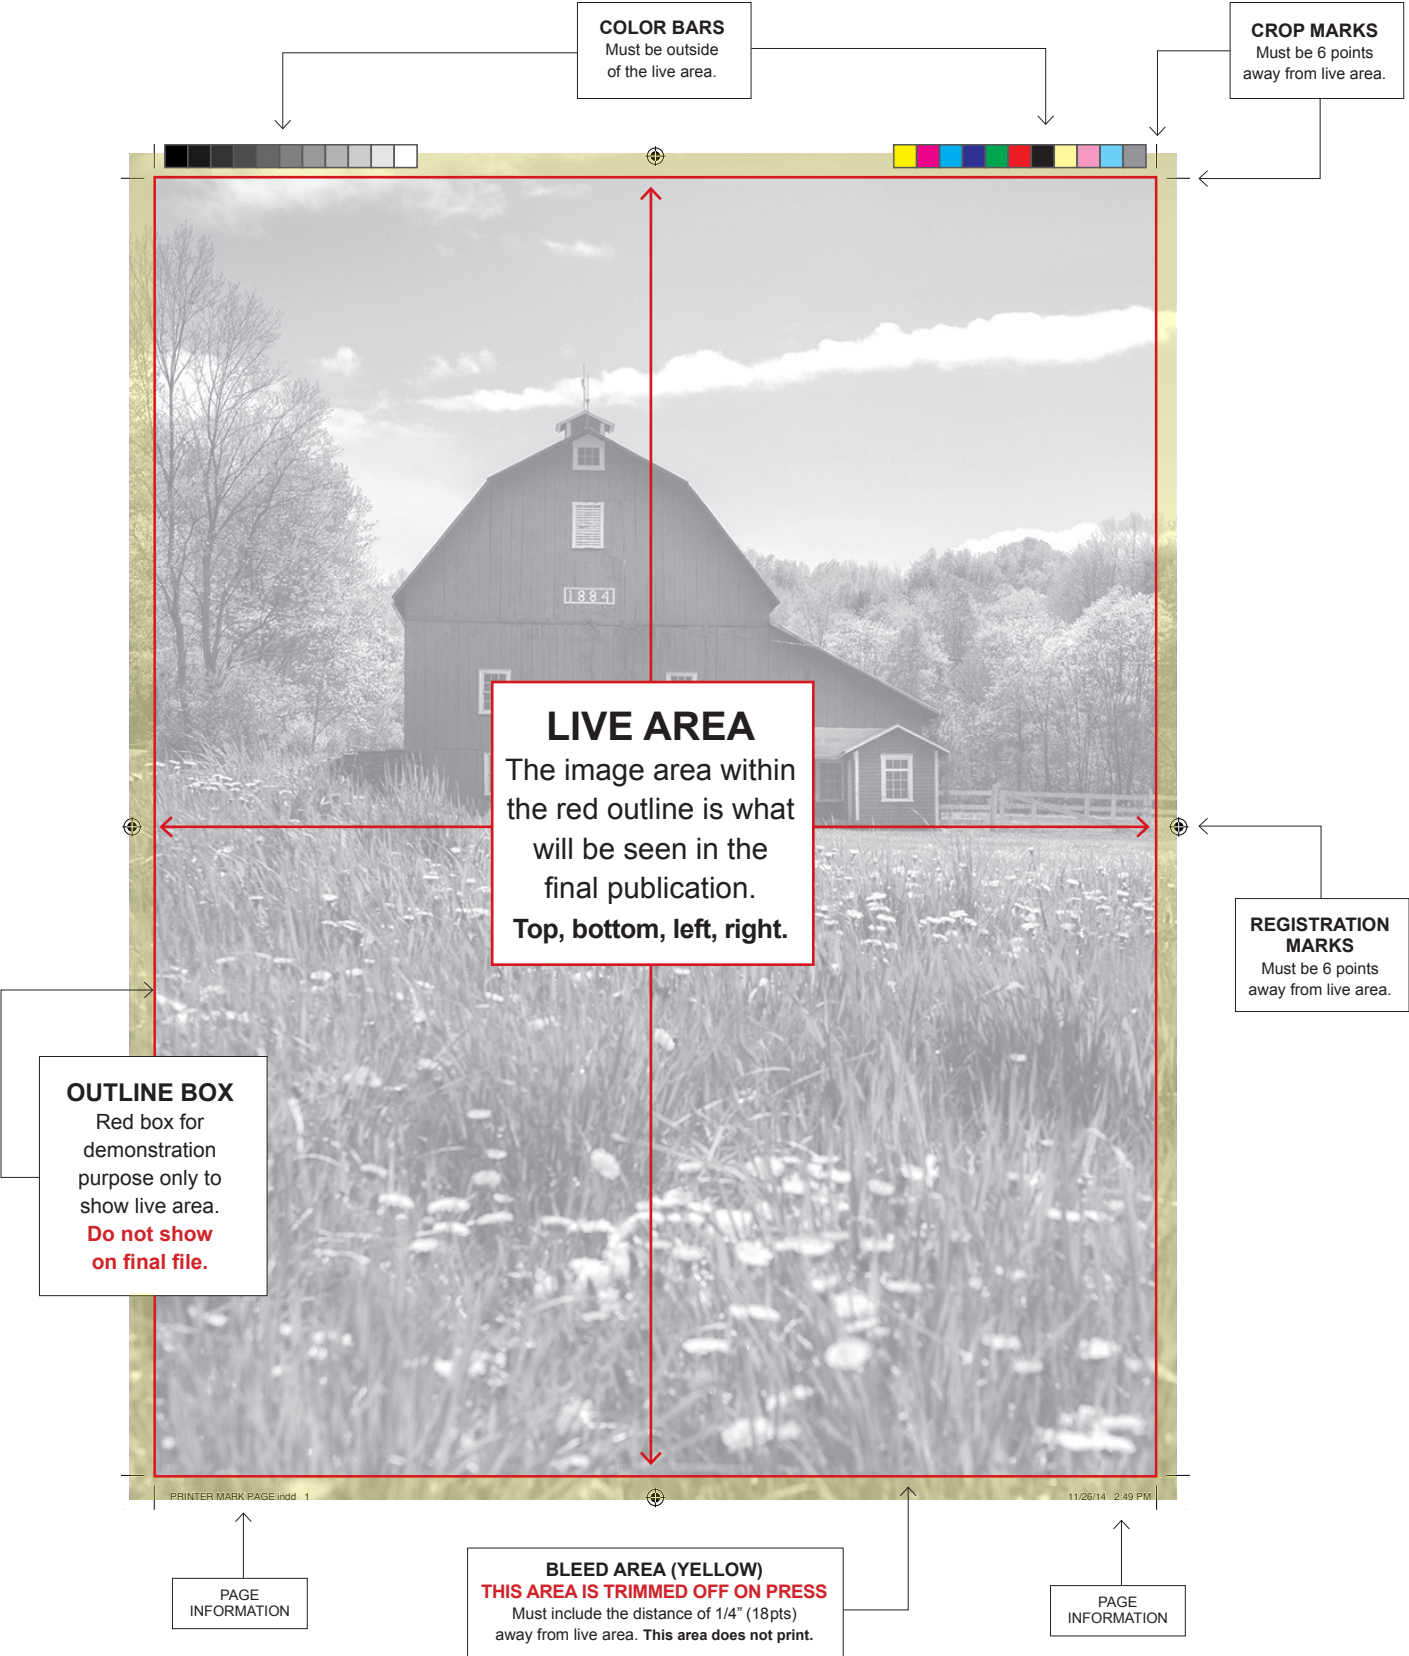 COLOR BARS
Must be outside
of the live area.
CROP MARKS
Must be 6 points
away from live area.
1884
LIVE AREA
The image area within
the red outline is what
will be seen in the
final publication.
Top, bottom, left, right.
REGISTRATION
MARKS
Must be 6 points
away from live area.
OUTLINE BOX
Red box for
demonstration
purpose only to
show live area.
Do not show
on final file.
PRINTER MARK PAGE.indd 1
11/26/14 2:49 PM
PAGE
INFORMATION
BLEED AREA (YELLOW)
THIS AREA IS TRIMMED OFF ON PRESS
Must include the distance of 1/4” (18pts)
away from live area. This area does not print.
PAGE
INFORMATION